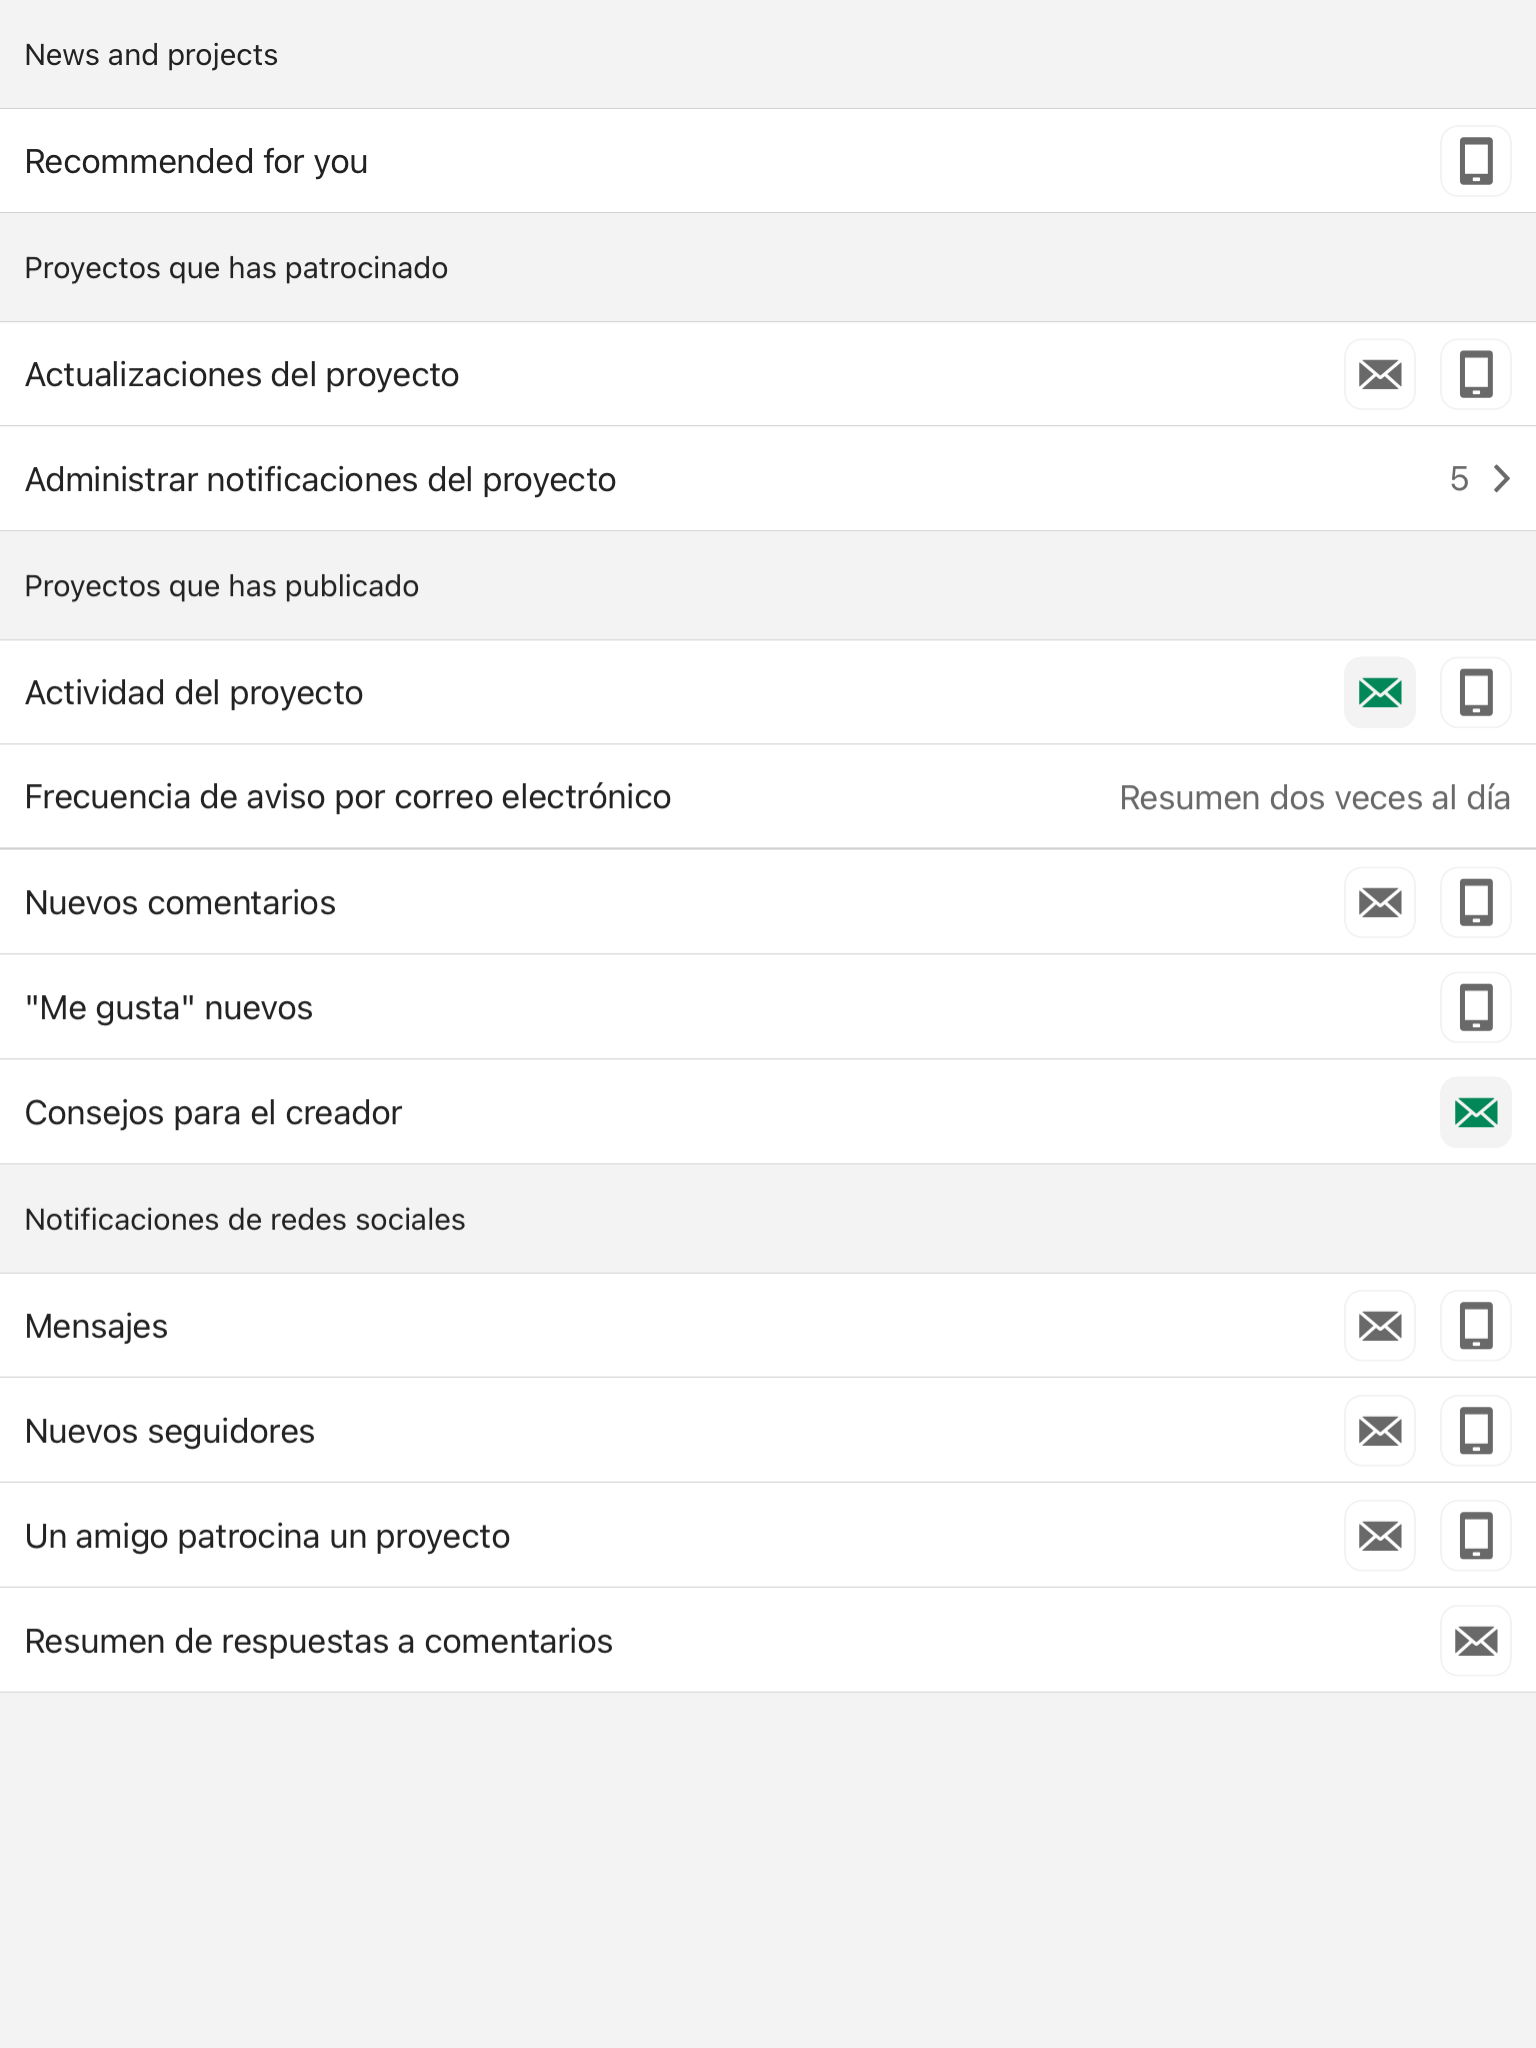 News and projects
Recommended for you
Proyectos que has patrocinado
Actualizaciones del proyecto
Administrar notificaciones del proyecto 5
Proyectos que has publicado
Actividad del proyecto
Frecuencia de aviso por correo electrónico Resumen dos veces al día
Nuevos comentarios
"Me gusta" nuevos
Consejos para el creador
Notificaciones de redes sociales
Mensajes
Nuevos seguidores
Un amigo patrocina un proyecto
Resumen de respuestas a comentarios